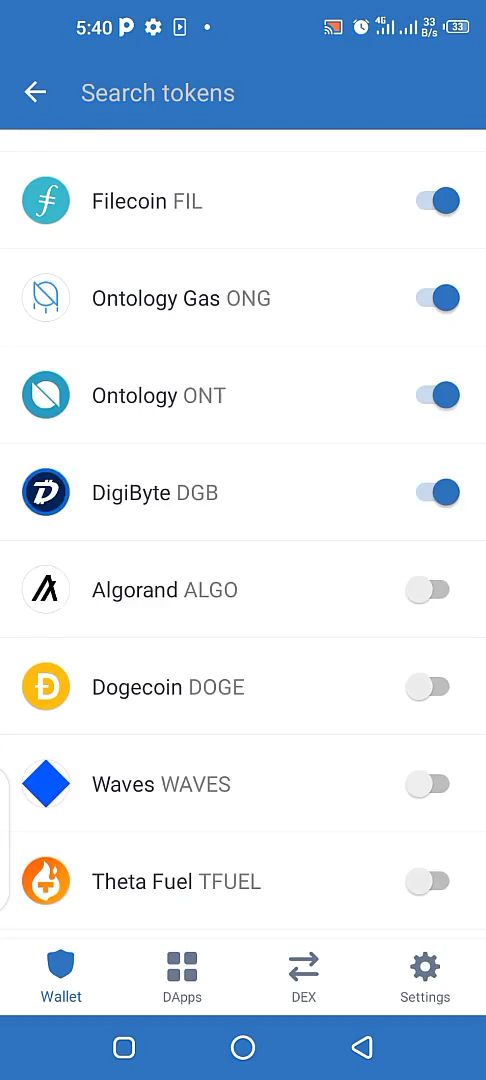 5:40
4G 33 B/s 33
Search tokens
Filecoin FIL
Ontology Gas ONG
Ontology ONT
DigiByte DGB
Algorand ALGO
Dogecoin DOGE
Waves WAVES
Theta Fuel TFUEL
Wallet DApps DEX Settings